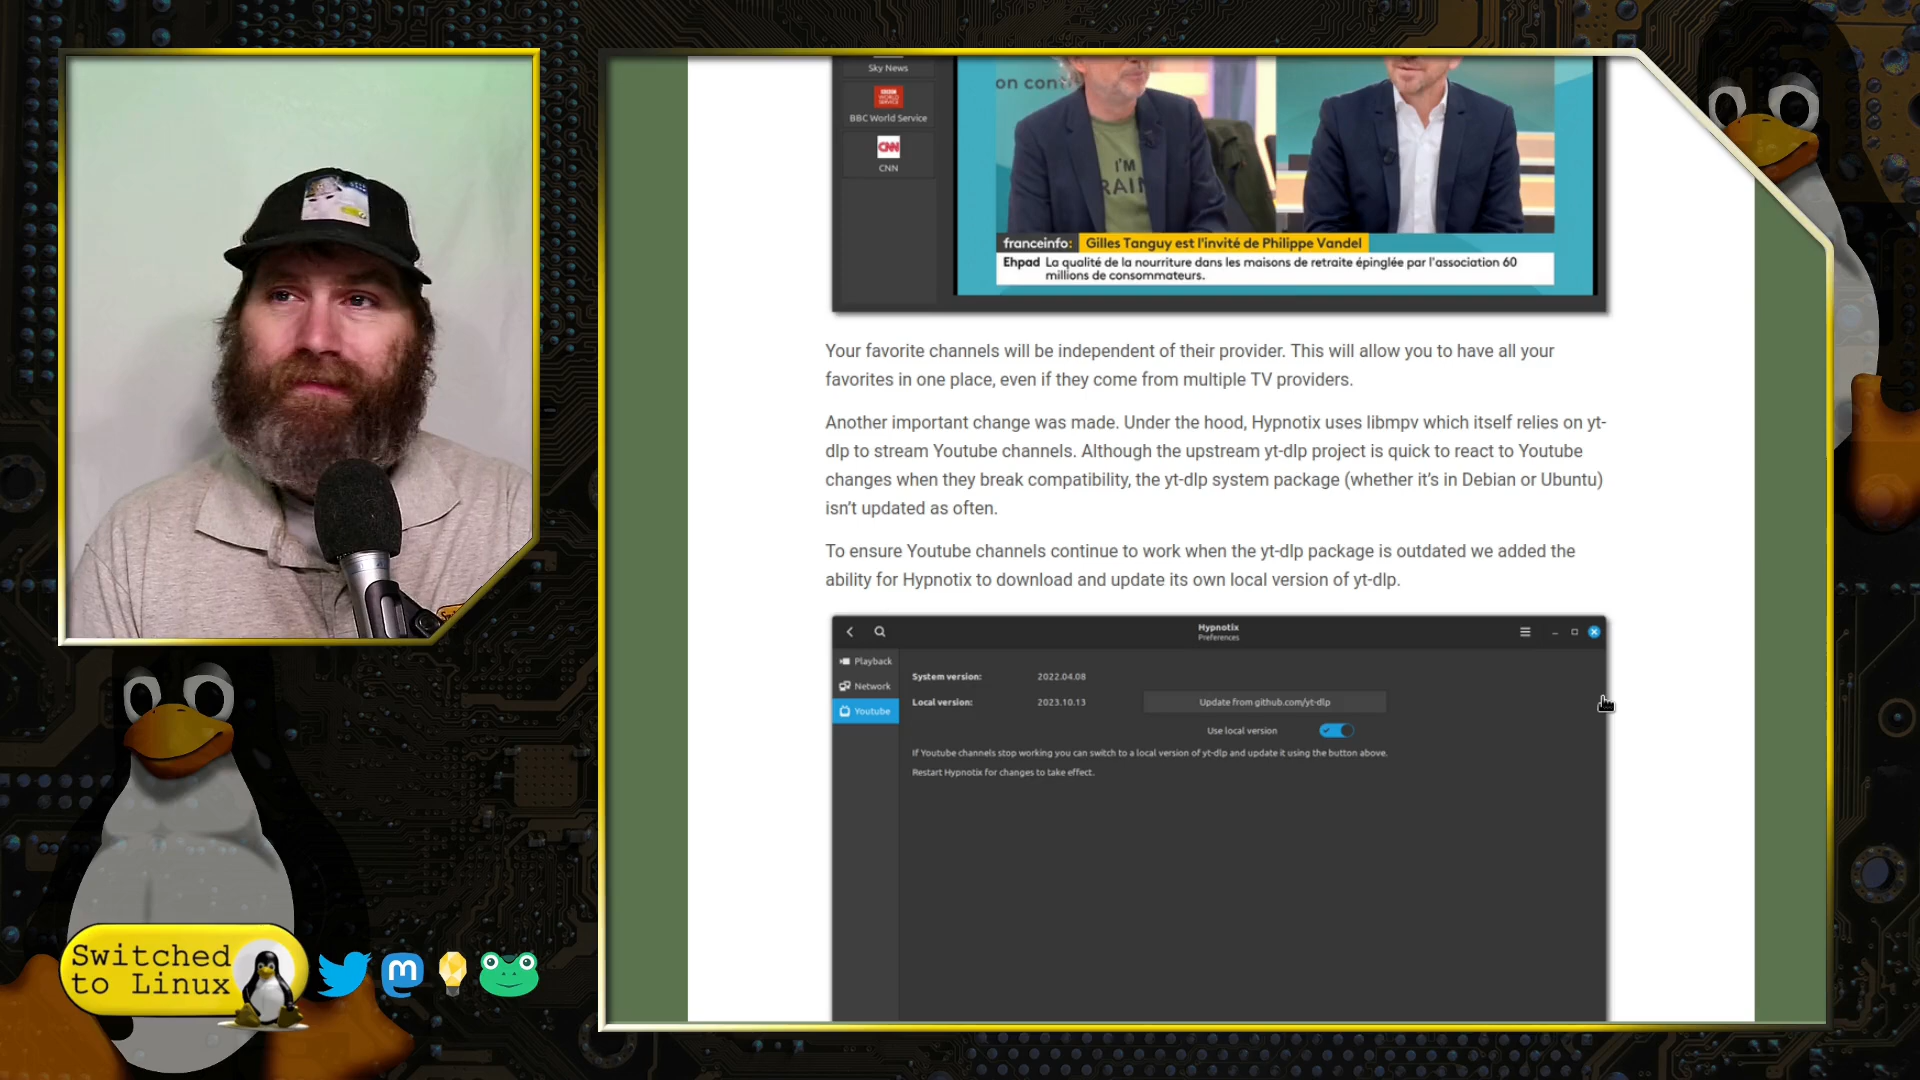 Sky News
BBC
WORLD
SERVICE
BBC World Service
CNN
CNN
on cont
I'M
RAIN
franceinfo:
Gilles Tanguy est l'invité de Philippe Vandel
Ehpad La qualité de la nourriture dans les maisons de retraite épinglée par l'association 60
millions de consommateurs.
Your favorite channels will be independent of their provider. This will allow you to have all your
favorites in one place, even if they come from multiple TV providers.
Another important change was made. Under the hood, Hypnotix uses libmpv which itself relies on yt-
dlp to stream Youtube channels. Although the upstream yt-dlp project is quick to react to Youtube
changes when they break compatibility, the yt-dlp system package (whether it's in Debian or Ubuntu)
isn't updated as often.
To ensure Youtube channels continue to work when the yt-dlp package is outdated we added the
ability for Hypnotix to download and update its own local version of yt-dlp.
Hypnotix
Preferences
Playback
Network
Youtube
System version: 2022.04.08
Local version: 2023.10.13 Update from github.com/yt-dlp
Use local version
If Youtube channels stop working you can switch to a local version of yt-dlp and update it using the button above.
Restart Hypnotix for changes to take effect.
Switched
to Linux
m